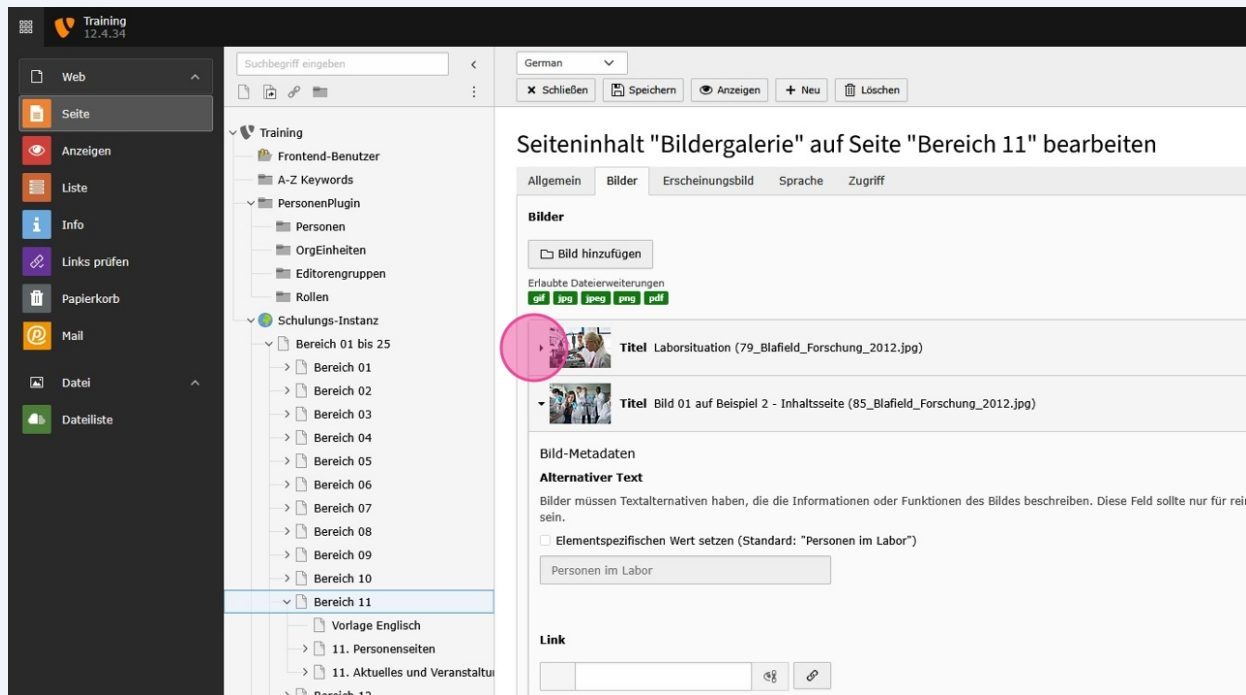 Training
12.4.34
Web
Seite
Anzeigen
Liste
Info
Links prüfen
Papierkorb
Mail
Datei
Dateiliste
Suchbegriff eingeben
Training
Frontend-Benutzer
A-Z Keywords
PersonenPlugin
Personen
OrgEinheiten
Editorengruppen
Rollen
Schulungs-Instanz
Bereich 01 bis 25
Bereich 01
Bereich 02
Bereich 03
Bereich 04
Bereich 05
Bereich 06
Bereich 07
Bereich 08
Bereich 09
Bereich 10
Bereich 11
Vorlage Englisch
11. Personenseiten
11. Aktuelles und Veranstaltu
Bereich 12
German
Schließen Speichern Anzeigen Neu Löschen
Seiteninhalt "Bildergalerie" auf Seite "Bereich 11" bearbeiten
Allgemein Bilder Erscheinungsbild Sprache Zugriff
Bilder
Bild hinzufügen
Erlaubte Dateierweiterungen
gif jpg jpeg png pdf
Titel Laborsituation (79_Blafield_Forschung_2012.jpg)
Titel Bild 01 auf Beispiel 2 - Inhaltsseite (85_Blafield_Forschung_2012.jpg)
Bild-Metadaten
Alternativer Text
Bilder müssen Textalternativen haben, die die Informationen oder Funktionen des Bildes beschreiben. Diese Feld sollte nur für rei
sein.
Elementspezifischen Wert setzen (Standard: "Personen im Labor")
Personen im Labor
Link